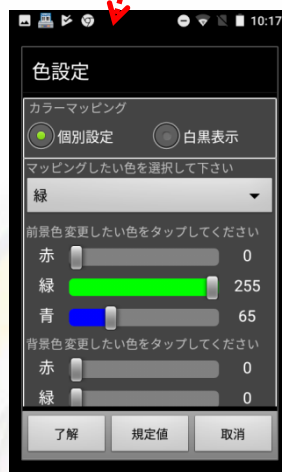 10:17
色設定
カラーマッピング
個別設定 白黒表示
マッピングしたい色を選択して下さい
緑
前景色変更したい色をタップしてください
赤 0
緑 255
青 65
背景色変更したい色をタップしてください
赤 0
緑 0
了解 規定値 取消